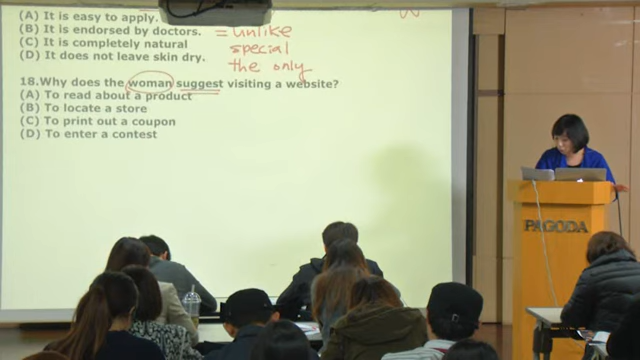 (A) It is easy to apply.
(B) It is endorsed by doctors.
(C) It is completely natural
(D) It does not leave skin dry.
= unlike
special
the only
18.Why does the woman suggest visiting a website?
(A) To read about a product
(B) To locate a store
(C) To print out a coupon
(D) To enter a contest
PAGODA